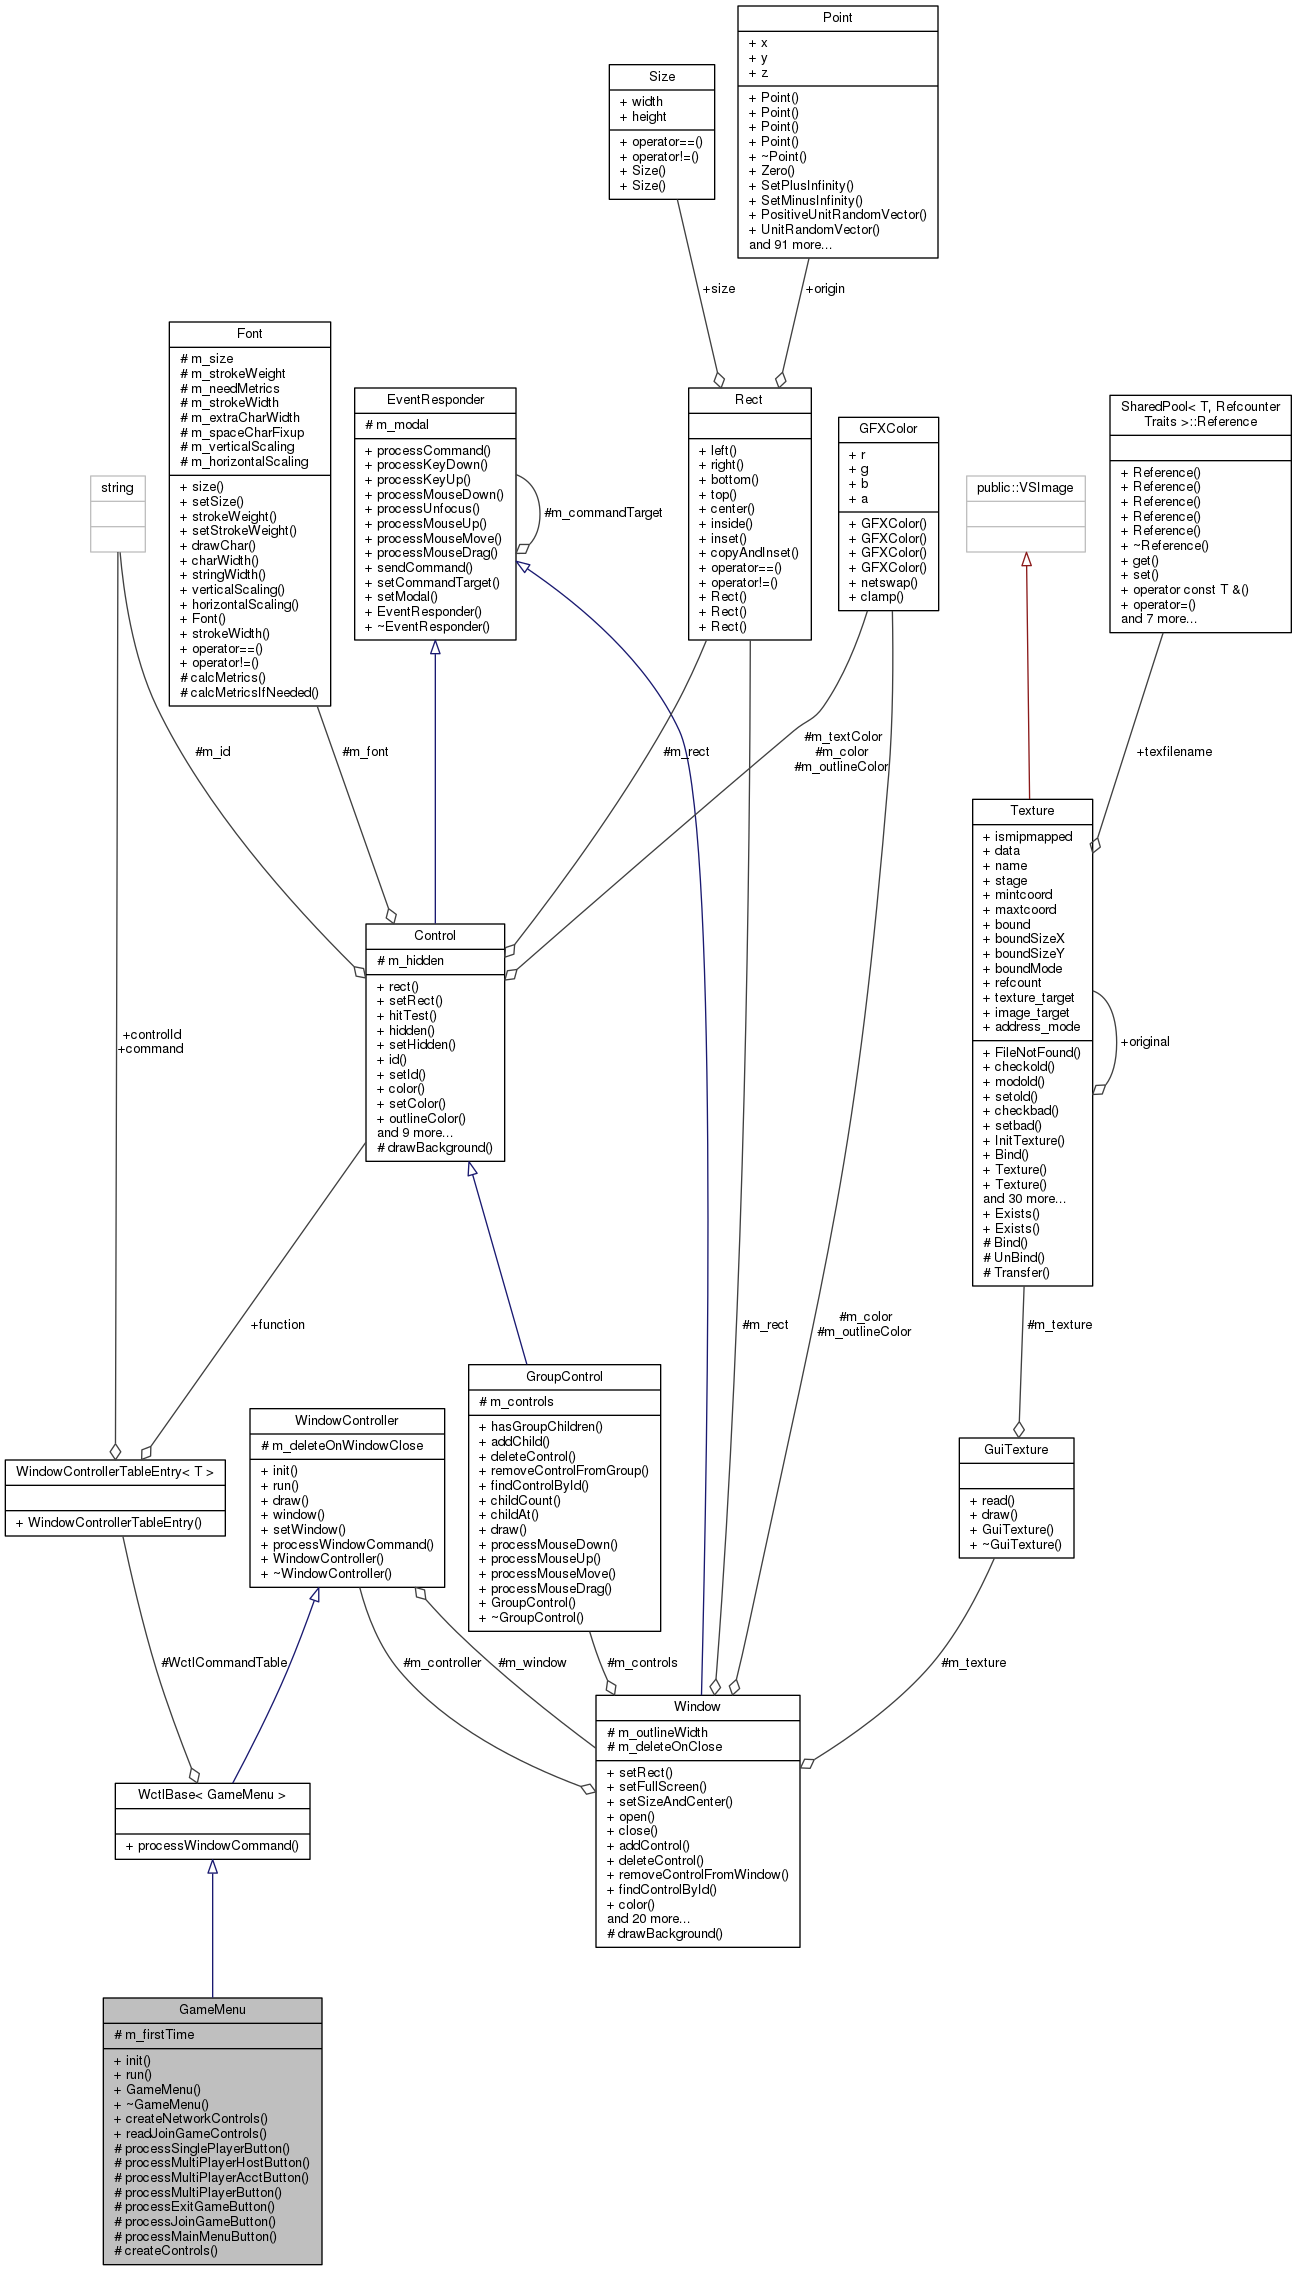 Point
+ x
+ y
+ z
+ Point()
+ Point()
+ Point()
+ Point()
+ ~Point()
+ Zero()
+ SetPlusInfinity()
+ SetMinusInfinity()
+ PositiveUnitRandomVector()
+ UnitRandomVector()
and 91 more...
Size
+ width
+ height
+ operator==()
+ operator!=()
+ Size()
+ Size()
+size
+origin
Font
# m_size
# m_strokeWeight
# m_needMetrics
# m_strokeWidth
# m_extraCharWidth
# m_spaceCharFixup
# m_verticalScaling
# m_horizontalScaling
+ size()
+ setSize()
+ strokeWeight()
+ setStrokeWeight()
+ drawChar()
+ charWidth()
+ stringWidth()
+ verticalScaling()
+ horizontalScaling()
+ Font()
+ strokeWidth()
+ operator==()
+ operator!=()
# calcMetrics()
# calcMetricsIfNeeded()
EventResponder
# m_modal
+ processCommand()
+ processKeyDown()
+ processKeyUp()
+ processMouseDown()
+ processUnfocus()
+ processMouseUp()
+ processMouseMove()
+ processMouseDrag()
+ sendCommand()
+ setCommandTarget()
+ setModal()
+ EventResponder()
+ ~EventResponder()
#m_commandTarget
Rect
+ left()
+ right()
+ bottom()
+ top()
+ center()
+ inside()
+ inset()
+ copyAndInset()
+ operator==()
+ operator!=()
+ Rect()
+ Rect()
+ Rect()
GFXColor
+ r
+ g
+ b
+ a
+ GFXColor()
+ GFXColor()
+ GFXColor()
+ GFXColor()
+ netswap()
+ clamp()
SharedPool< T, Refcounter
Traits >::Reference
+ Reference()
+ Reference()
+ Reference()
+ Reference()
+ Reference()
+ ~Reference()
+ get()
+ set()
+ operator const T &()
+ operator=()
and 7 more...
string
public::VSImage
#m_id
#m_font
#m_rect
#m_textColor
#m_color
#m_outlineColor
+texfilename
Texture
+ ismipmapped
+ data
+ name
+ stage
+ mintcoord
+ maxtcoord
+ bound
+ boundSizeX
+ boundSizeY
+ boundMode
+ refcount
+ texture_target
+ image_target
+ address_mode
+ FileNotFound()
+ checkold()
+ modold()
+ setold()
+ checkbad()
+ setbad()
+ InitTexture()
+ Bind()
+ Texture()
+ Texture()
and 30 more...
+ Exists()
+ Exists()
# Bind()
# UnBind()
# Transfer()
+original
Control
# m_hidden
+ rect()
+ setRect()
+ hitTest()
+ hidden()
+ setHidden()
+ id()
+ setId()
+ color()
+ setColor()
+ outlineColor()
and 9 more...
# drawBackground()
+controlId
+command
+function
#m_rect
#m_color
#m_outlineColor
#m_texture
GroupControl
# m_controls
+ hasGroupChildren()
+ addChild()
+ deleteControl()
+ removeControlFromGroup()
+ findControlById()
+ childCount()
+ childAt()
+ draw()
+ processMouseDown()
+ processMouseUp()
+ processMouseMove()
+ processMouseDrag()
+ GroupControl()
+ ~GroupControl()
WindowController
# m_deleteOnWindowClose
+ init()
+ run()
+ draw()
+ window()
+ setWindow()
+ processWindowCommand()
+ WindowController()
+ ~WindowController()
WindowControllerTableEntry< T >
+ WindowControllerTableEntry()
GuiTexture
+ read()
+ draw()
+ GuiTexture()
+ ~GuiTexture()
#WctlCommandTable
#m_controller
#m_window
#m_controls
#m_texture
Window
# m_outlineWidth
# m_deleteOnClose
+ setRect()
+ setFullScreen()
+ setSizeAndCenter()
+ open()
+ close()
+ addControl()
+ deleteControl()
+ removeControlFromWindow()
+ findControlById()
+ color()
and 20 more...
# drawBackground()
WctlBase< GameMenu >
+ processWindowCommand()
GameMenu
# m_firstTime
+ init()
+ run()
+ GameMenu()
+ ~GameMenu()
+ createNetworkControls()
+ readJoinGameControls()
# processSinglePlayerButton()
# processMultiPlayerHostButton()
# processMultiPlayerAcctButton()
# processMultiPlayerButton()
# processExitGameButton()
# processJoinGameButton()
# processMainMenuButton()
# createControls()